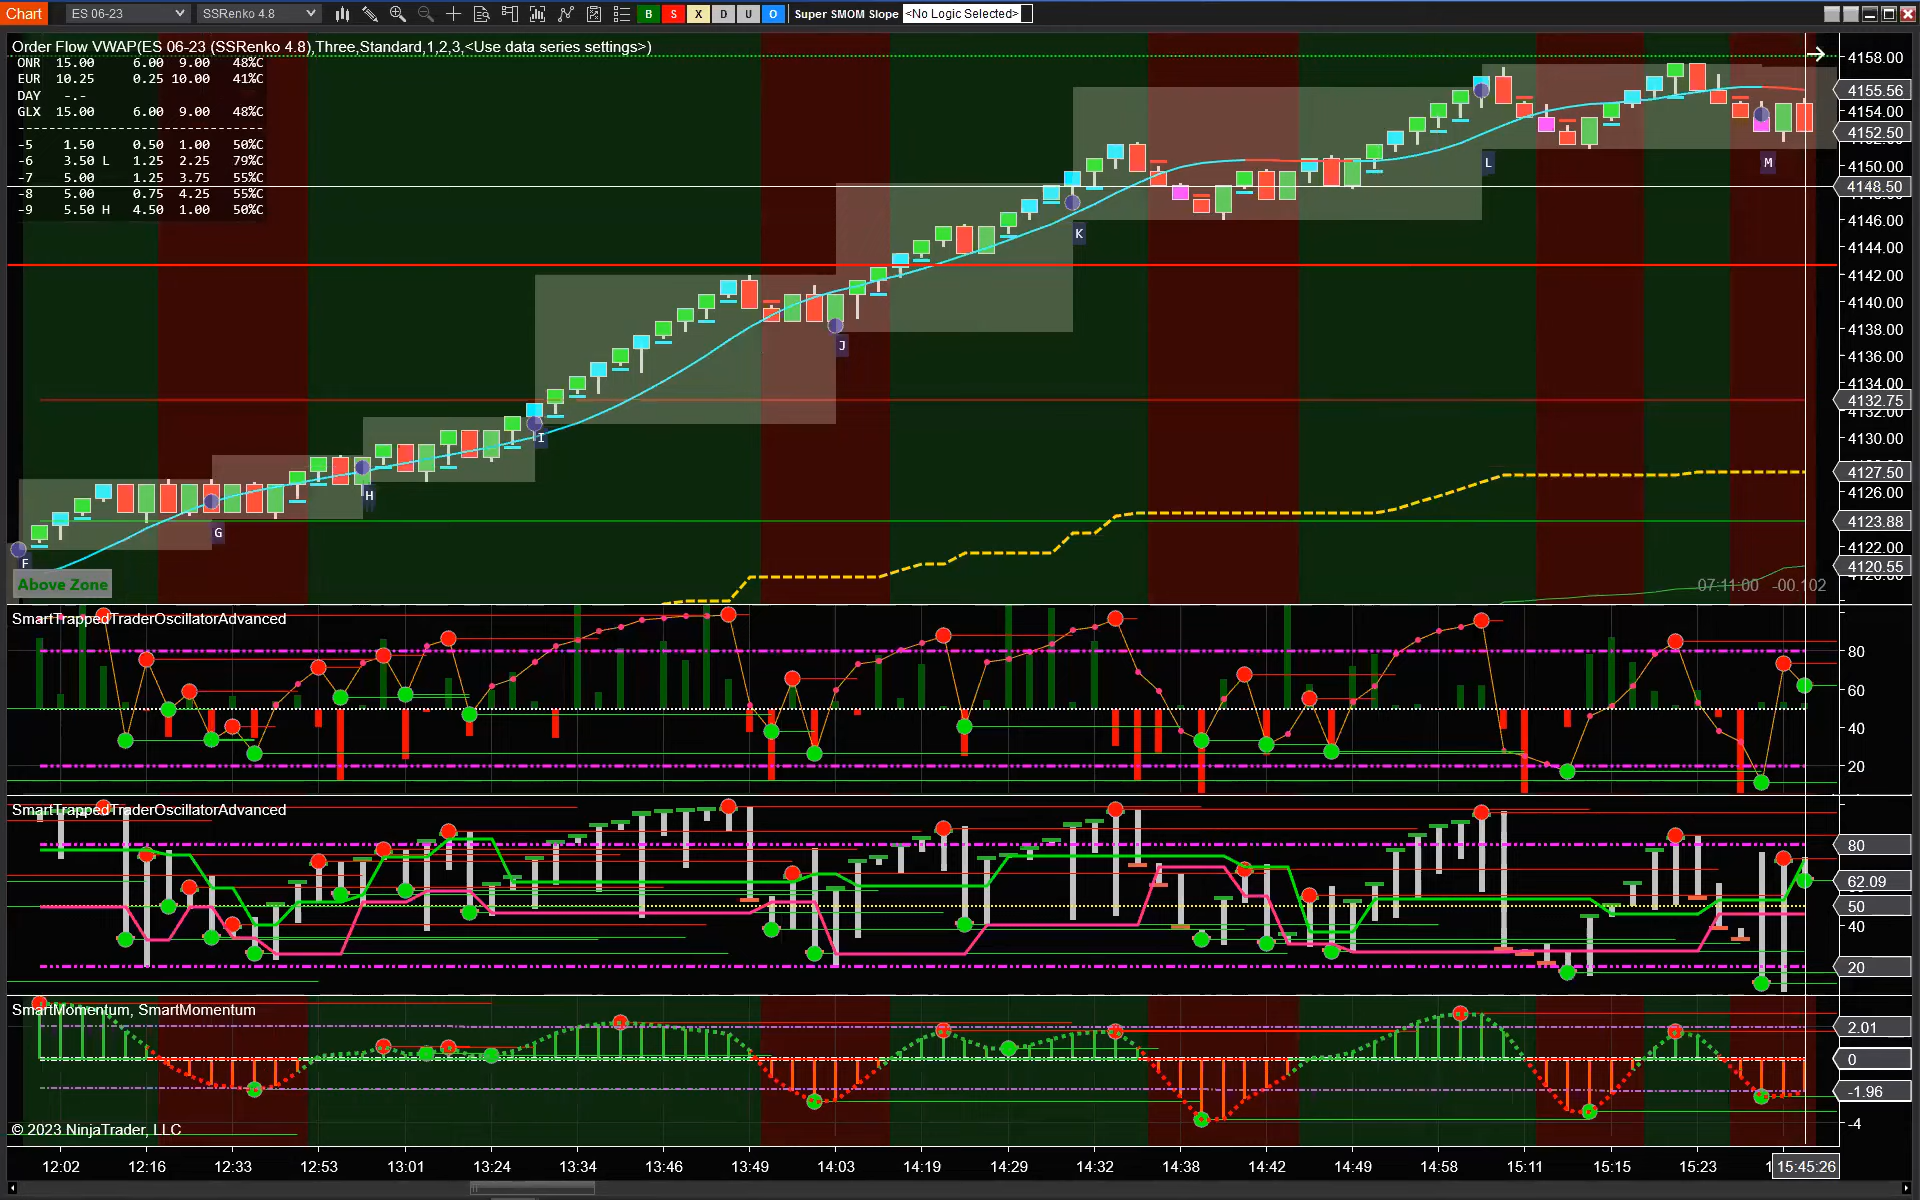 Chart ES 06-23 SSRenko 4.8 B S X D U O Super SMOM Slope <No Logic Selected>
Order Flow VWAP(ES 06-23 (SSRenko 4.8),Three,Standard,1,2,3,<Use data series settings>)
ONR 15.00 6.00 9.00 48%C
EUR 10.25 0.25 10.00 41%C
DAY -.-
GLX 15.00 6.00 9.00 48%C
-5 1.50 0.50 1.00 50%C
-6 3.50 L 1.25 2.25 79%C
-7 5.00 1.25 3.75 55%C
-8 5.00 0.75 4.25 55%C
-9 5.50 H 4.50 1.00 50%C
4158.00
4155.56
4154.00
4152.50
4150.00
4148.50
4146.00
4144.00
4142.00
4140.00
4138.00
4136.00
4134.00
4132.75
4132.00
4130.00
4127.50
4126.00
4123.88
4122.00
4120.55
F
G
H
I
J
K
L
M
Above Zone
07:11:00 -00.102
SmartTrappedTraderOscillatorAdvanced
80
60
40
20
SmartTrappedTraderOscillatorAdvanced
80
62.09
50
40
20
SmartMomentum, SmartMomentum
2.01
0
-1.96
-4
© 2023 NinjaTrader, LLC
12:02 12:16 12:33 12:53 13:01 13:24 13:34 13:46 13:49 14:03 14:19 14:29 14:32 14:38 14:42 14:49 14:58 15:11 15:15 15:23 15:45:26